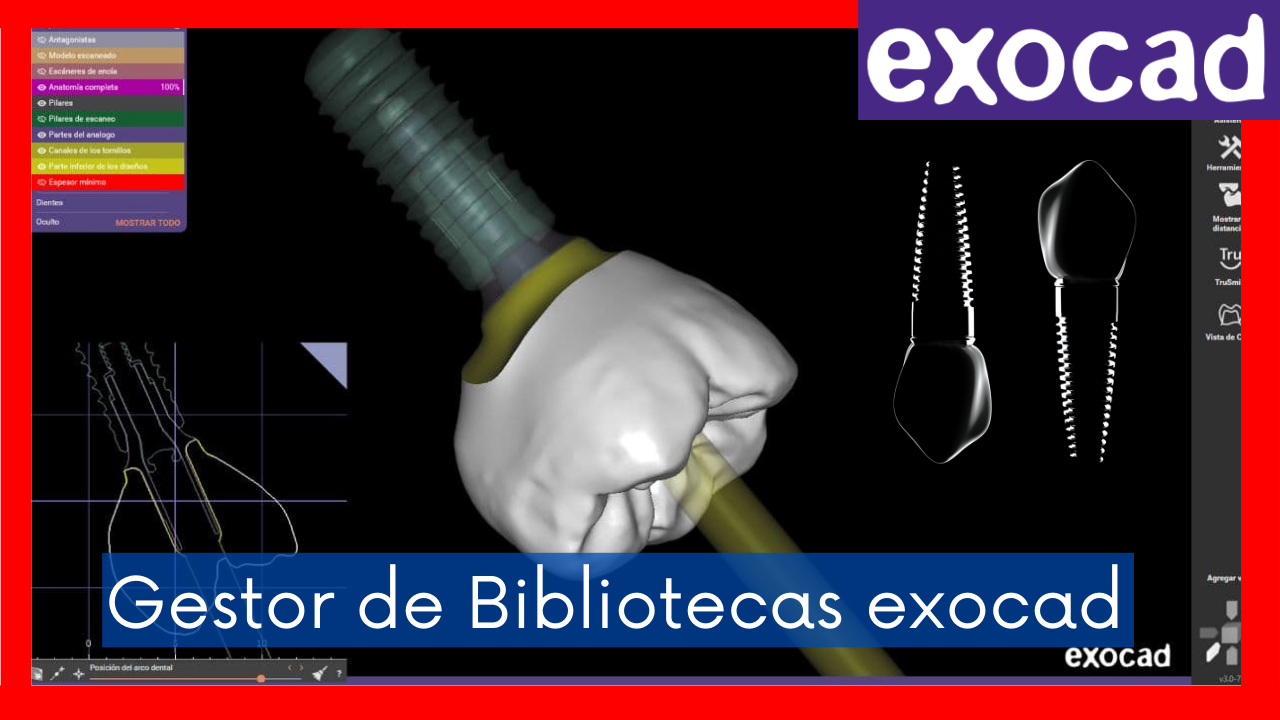 exocad
Antagonistas
Modelo escaneado
Escáneres de encía
Anatomía completa 100%
Pilares
Pilares de escaneo
Partes del analogo
Canales de los tornillos
Parte inferior de los diseños
Espesor mínimo
Dientes
Oculto MOSTRAR TODO
Herramie
Mostrar
distanci
Tru
TruSmi
Vista de C
Gestor de Bibliotecas exocad
Agregar v
0
10
Posición del arco dental
?
exocad
v3.0-7